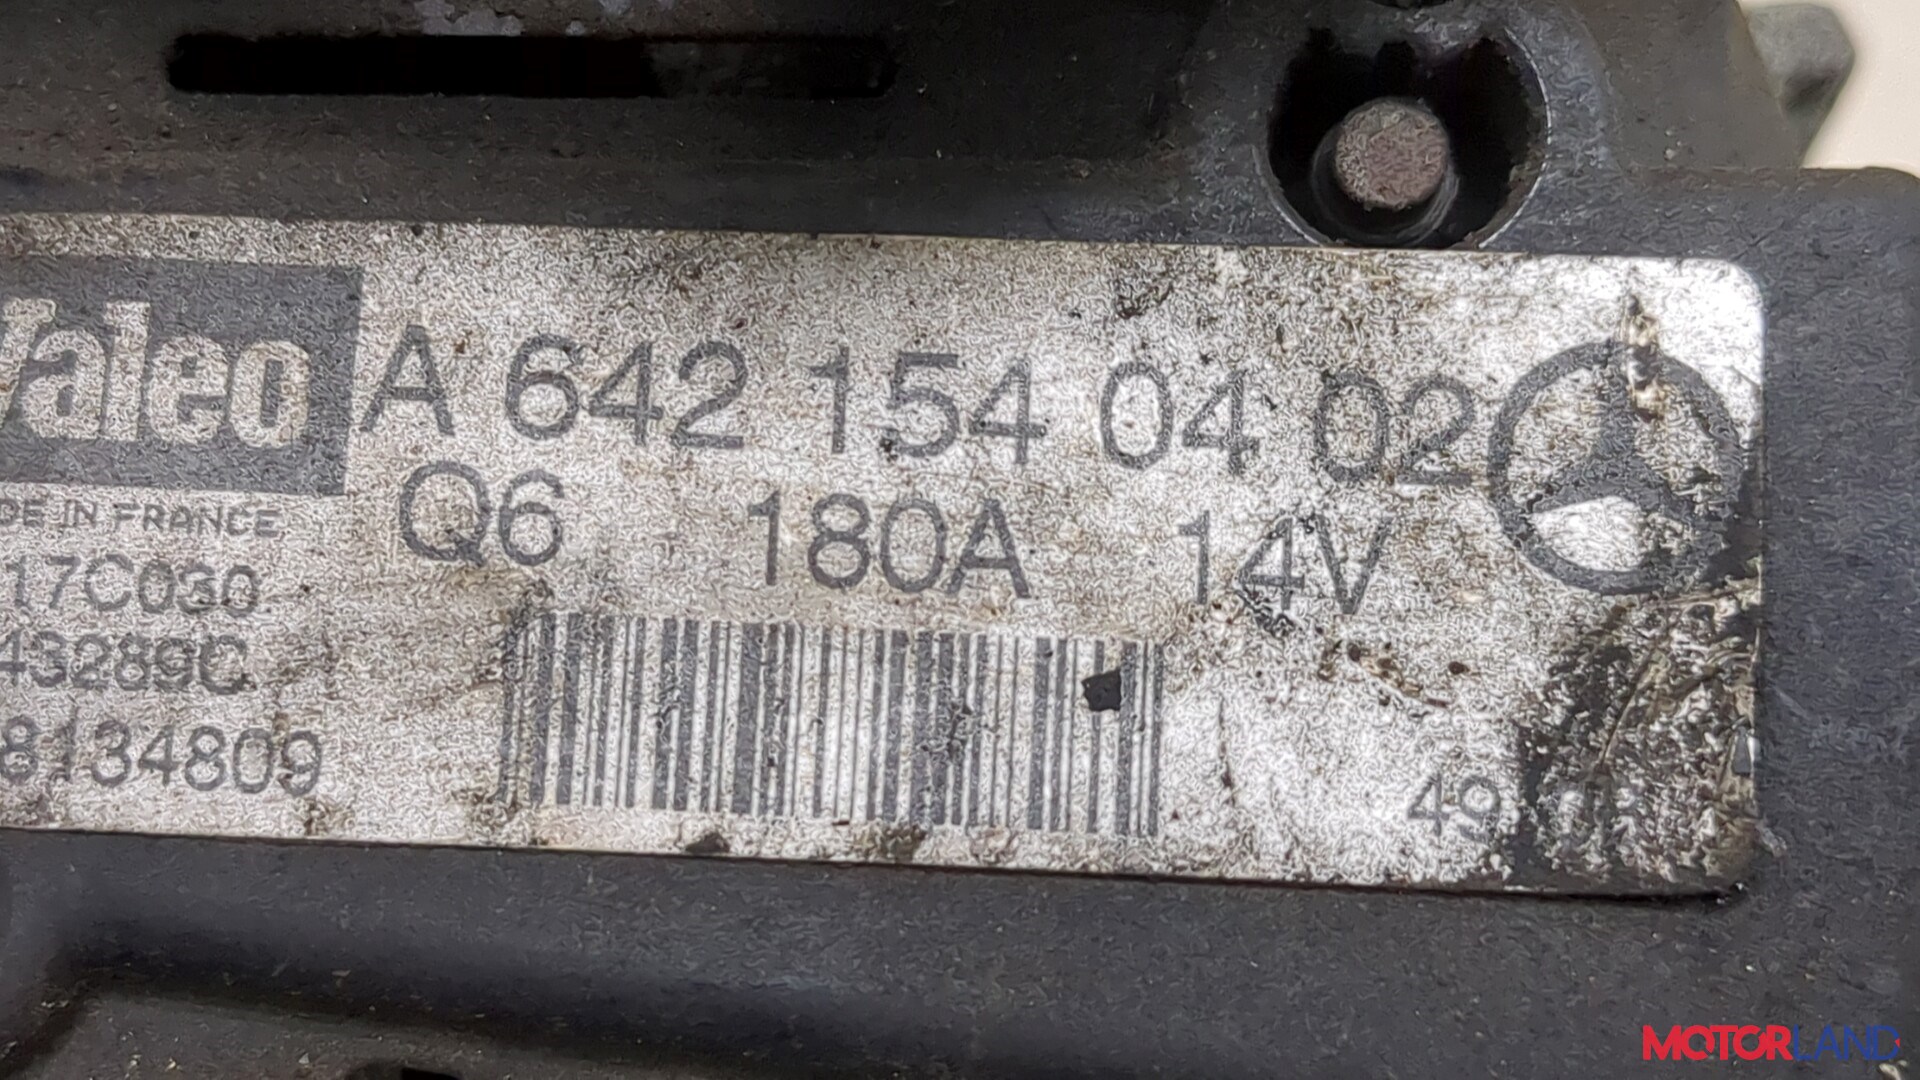 Valeo
A 642 154 04 02
Q6 180A 14V
DE IN FRANCE
17C030
43289C
8134809
49
MOTORLAND